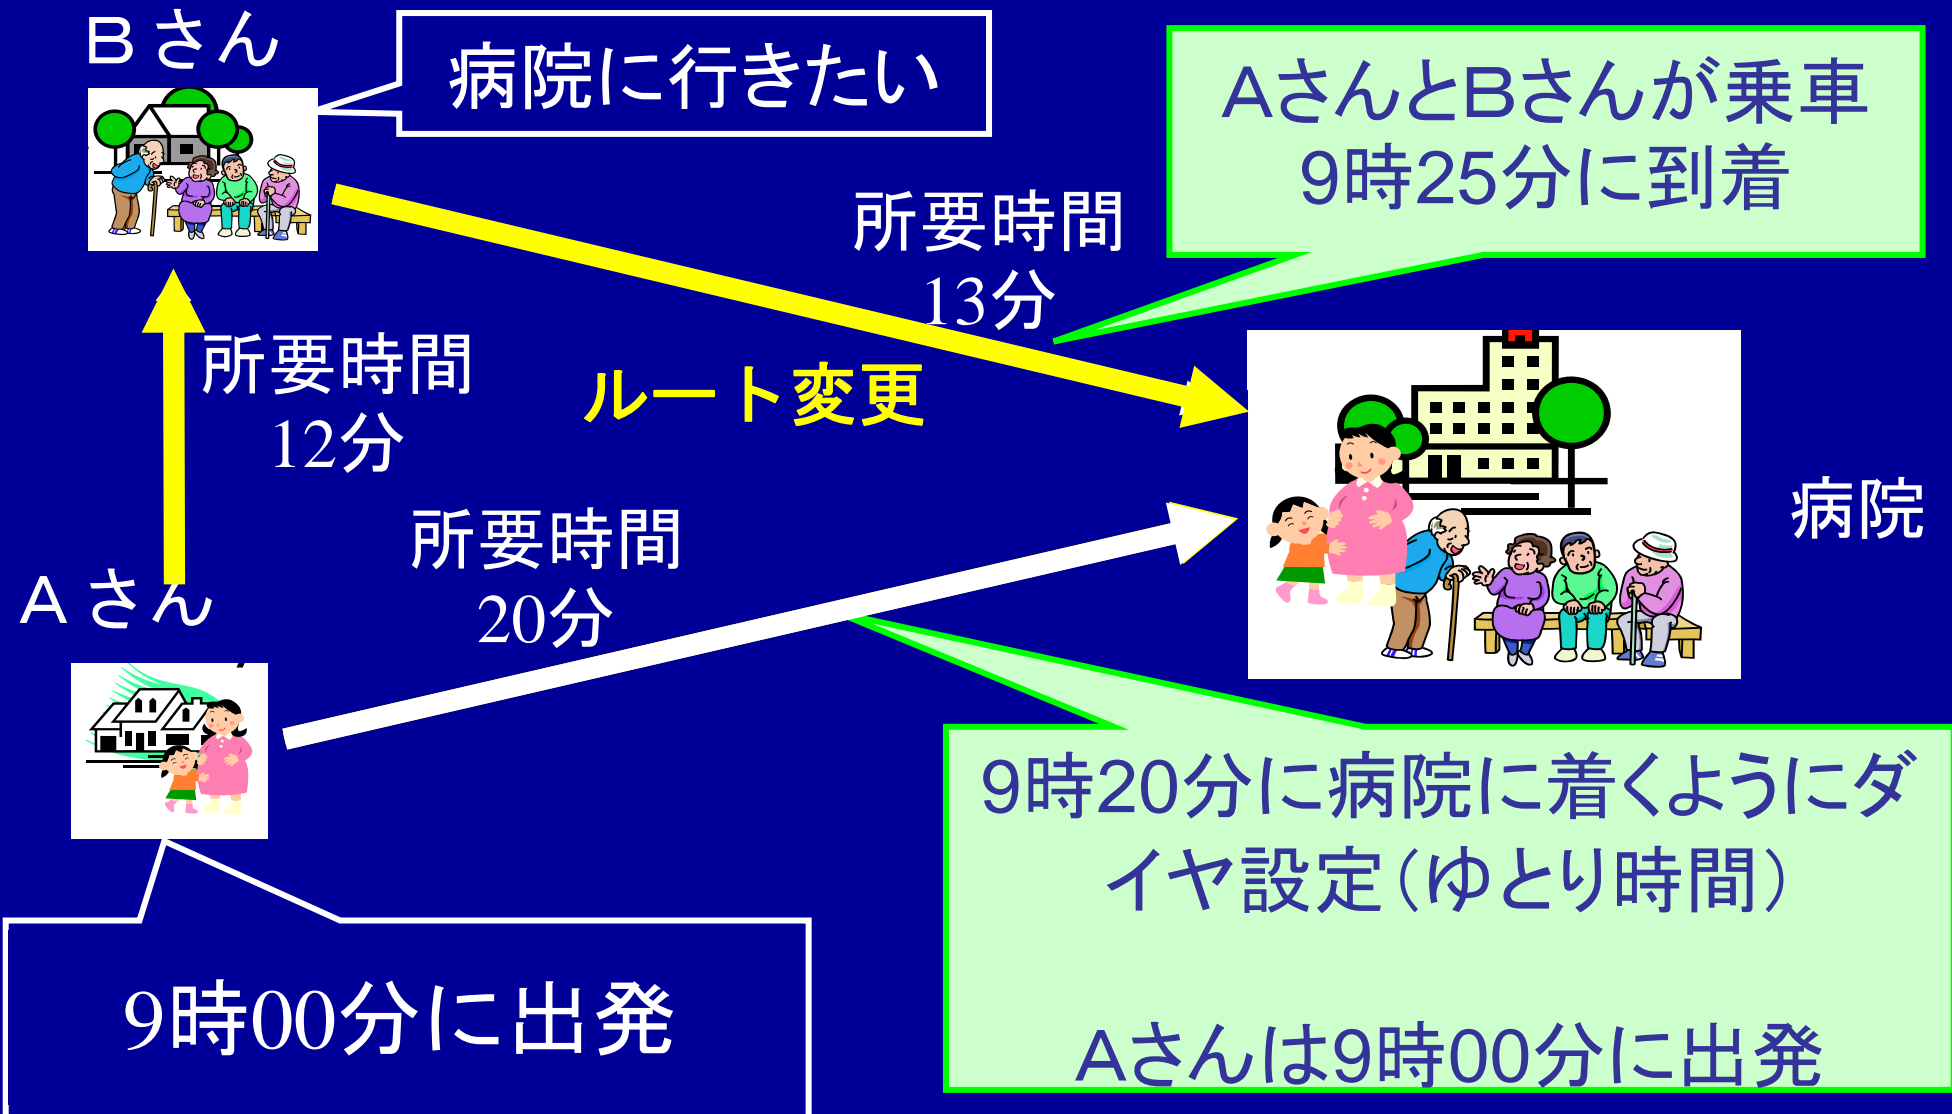 Ｂさん
病院に行きたい
AさんとBさんが乗車
9時25分に到着
所要時間
13分
所要時間
12分
ルート変更
病院
所要時間
20分
Ａさん
9時20分に病院に着くようにダ
イヤ設定（ゆとり時間）
Aさんは9時00分に出発
9時00分に出発